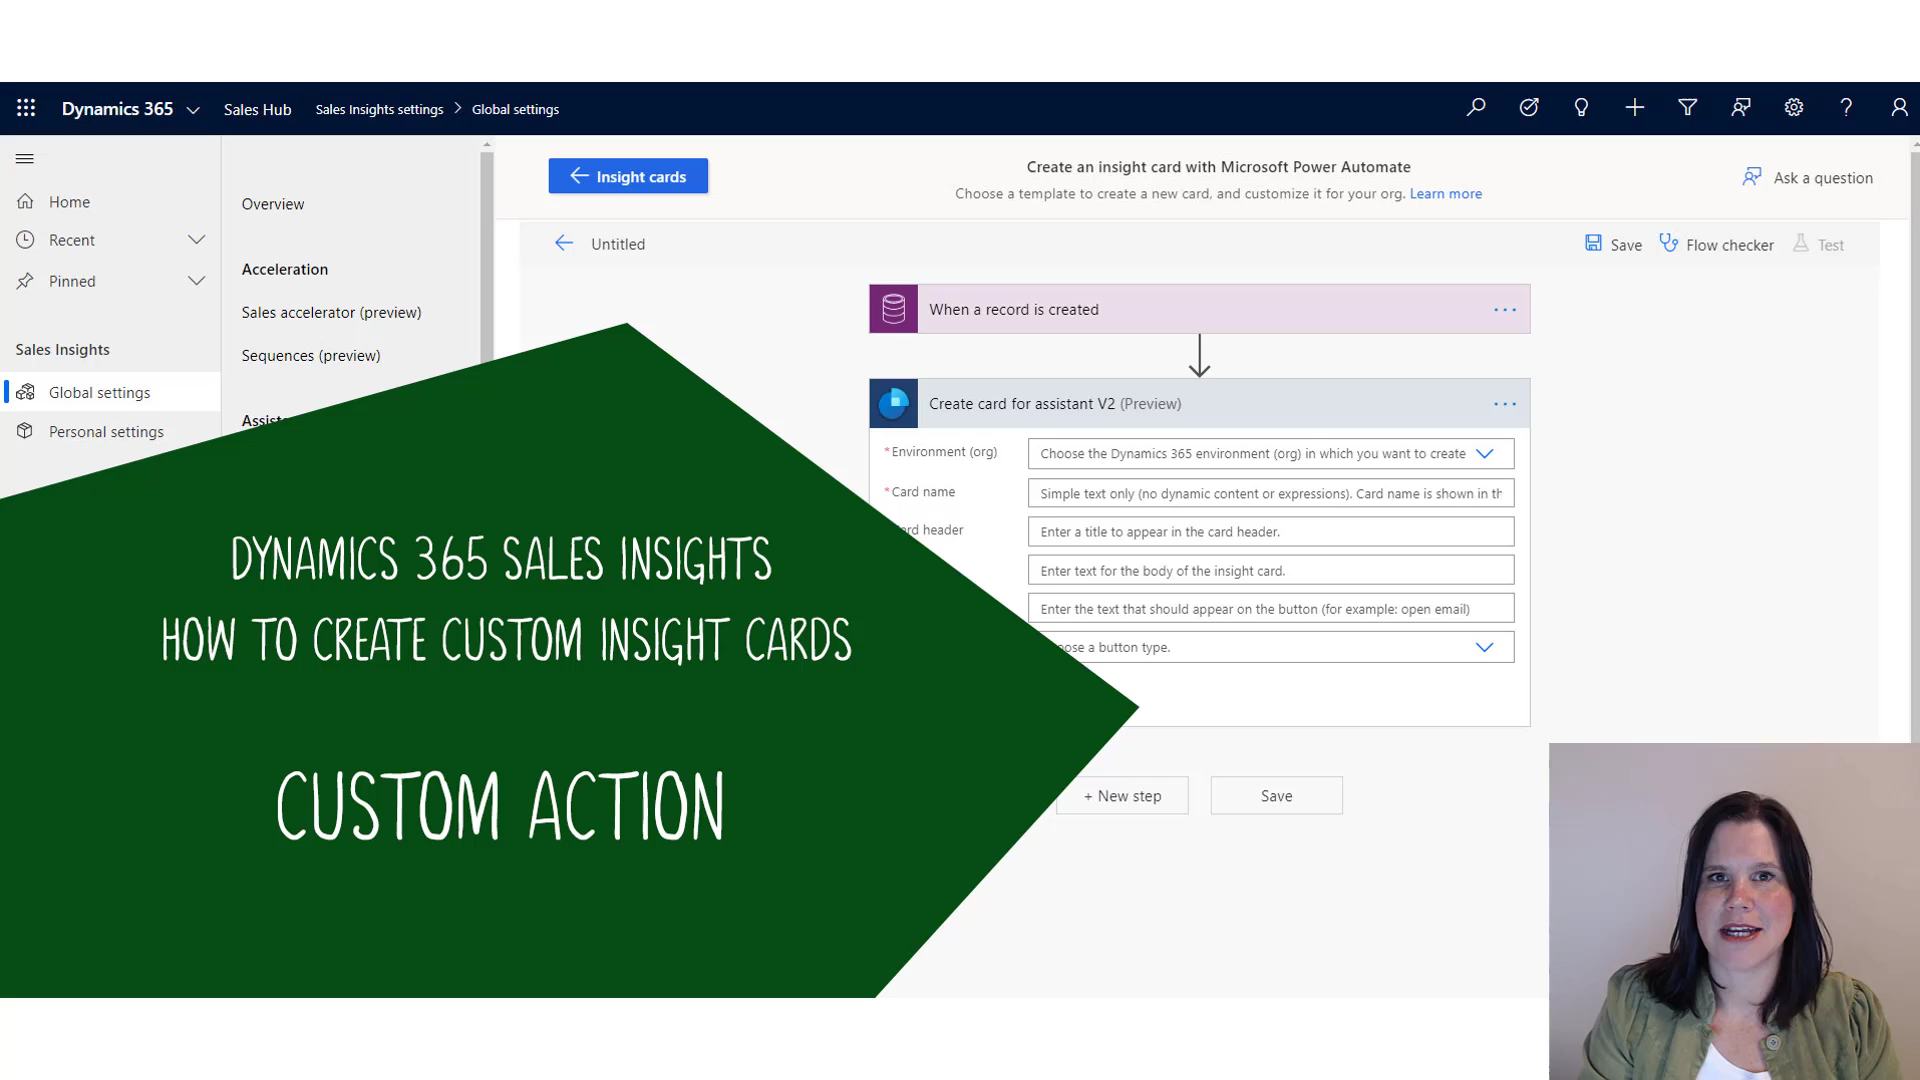 Dynamics 365
Sales Hub
Sales Insights settings > Global settings
Home
Recent
Pinned
Sales Insights
Global settings
Personal settings
Overview
Acceleration
Sales accelerator (preview)
Sequences (preview)
Insight cards
Create an insight card with Microsoft Power Automate
Choose a template to create a new card, and customize it for your org. Learn more
Ask a question
Untitled
Save
Flow checker
Test
When a record is created
Create card for assistant V2 (Preview)
*Environment (org)
Choose the Dynamics 365 environment (org) in which you want to create
*Card name
Simple text only (no dynamic content or expressions). Card name is shown in th
header
Enter a title to appear in the card header.
Enter text for the body of the insight card.
Enter the text that should appear on the button (for example: open email)
a button type.
+ New step
Save
DYNAMICS 365 SALES INSIGHTS
HOW TO CREATE CUSTOM INSIGHT CARDS
CUSTOM ACTION